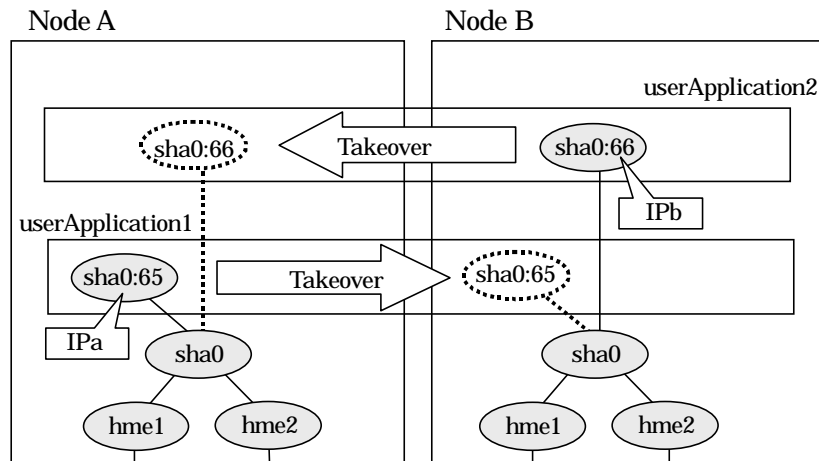 Node A
Node B
userApplication2
sha0:66
Takeover
sha0:66
IPb
userApplication1
sha0:65
Takeover
sha0:65
IPa
sha0
sha0
hme1
hme2
hme1
hme2